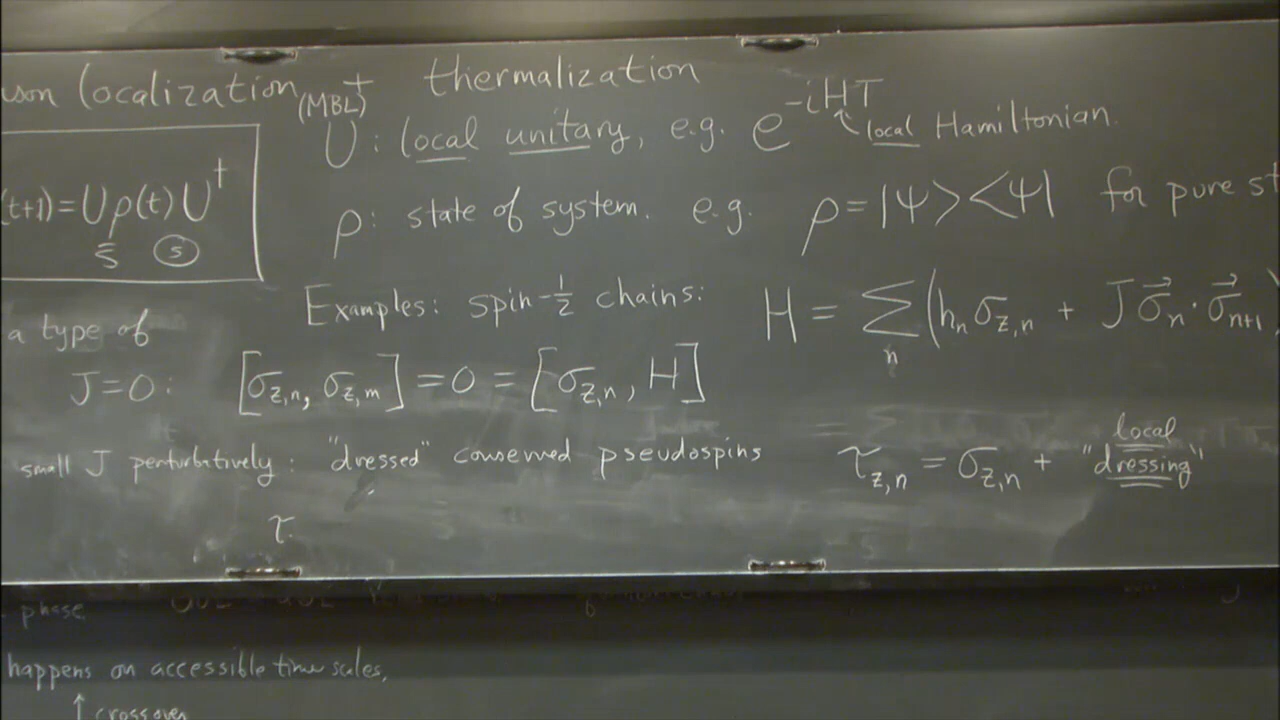 localization (MBL) + thermalization
U: local unitary, e.g. e^{-iHT} ↑ local Hamiltonian.
(t+1) = Uρ(t)U†
ρ: state of system. e.g. ρ = |Ψ><Ψ| for pure st
Examples: spin-1/2 chains: H = Σ_n (h_n σ_{z,n} + J σ⃗_n · σ⃗_{n+1})
a type of
J=0: [σ_{z,n}, σ_{z,m}] = 0 = [σ_{z,n}, H]
small J perturbatively: "dressed" conserved pseudospins τ_{z,n} = σ_{z,n} + local "dressing"
τ
phase
happens on accessible time scales,
↑ crossover